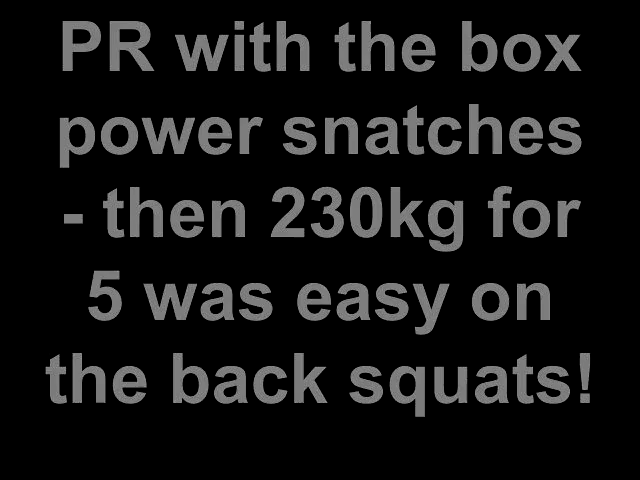 PR with the box
power snatches
- then 230kg for
5 was easy on
the back squats!